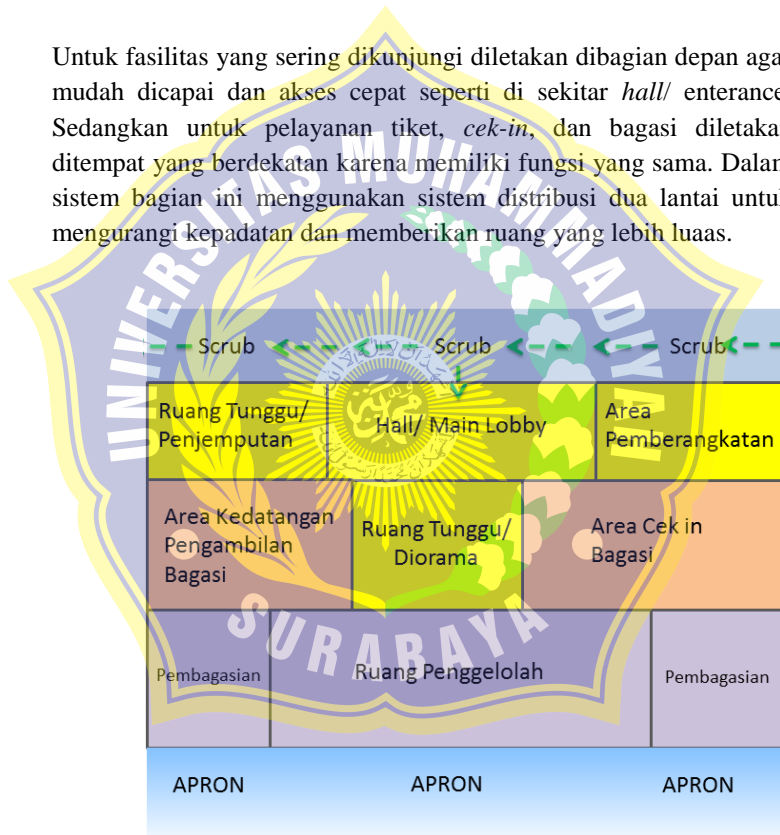 Untuk fasilitas yang sering dikunjungi diletakan dibagian depan aga
mudah dicapai dan akses cepat seperti di sekitar hall/ enterance
Sedangkan untuk pelayanan tiket, cek-in, dan bagasi diletaka
ditempat yang berdekatan karena memiliki fungsi yang sama. Dalam
sistem bagian ini menggunakan sistem distribusi dua lantai untu
mengurangi kepadatan dan memberikan ruang yang lebih luaas.
UNIVERSITAS MUHAMMADIYAH
SURABAYA
Scrub Scrub Scrub
Ruang Tunggu/
Penjemputan
Hall/ Main Lobby
Area
Pemberangkatan
Area Kedatangan
Pengambilan
Bagasi
Ruang Tunggu/
Diorama
Area Cek in
Bagasi
Pembagasian
Ruang Penggelolah
Pembagasian
APRON APRON APRON